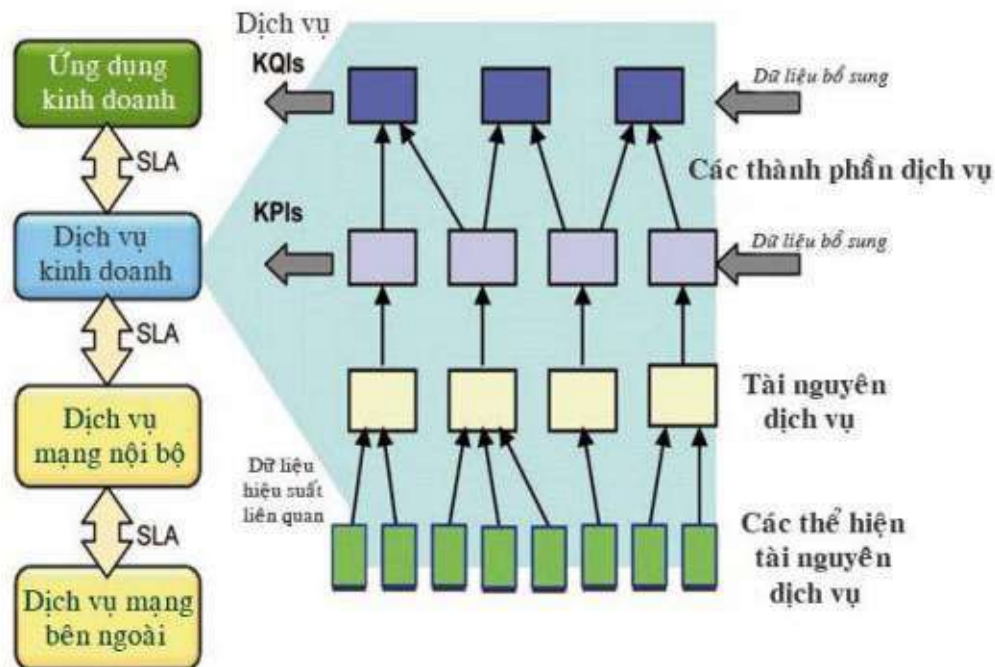 Dịch vụ
Ứng dụng
kinh doanh
KQIs
Dữ liệu bổ sung
SLA
Các thành phần dịch vụ
Dịch vụ
kinh doanh
KPIs
Dữ liệu bổ sung
SLA
Dịch vụ
mạng nội bộ
Tài nguyên
dịch vụ
Dữ liệu
hiệu suất
liên quan
SLA
Các thể hiện
tài nguyên
dịch vụ
Dịch vụ mạng
bên ngoài